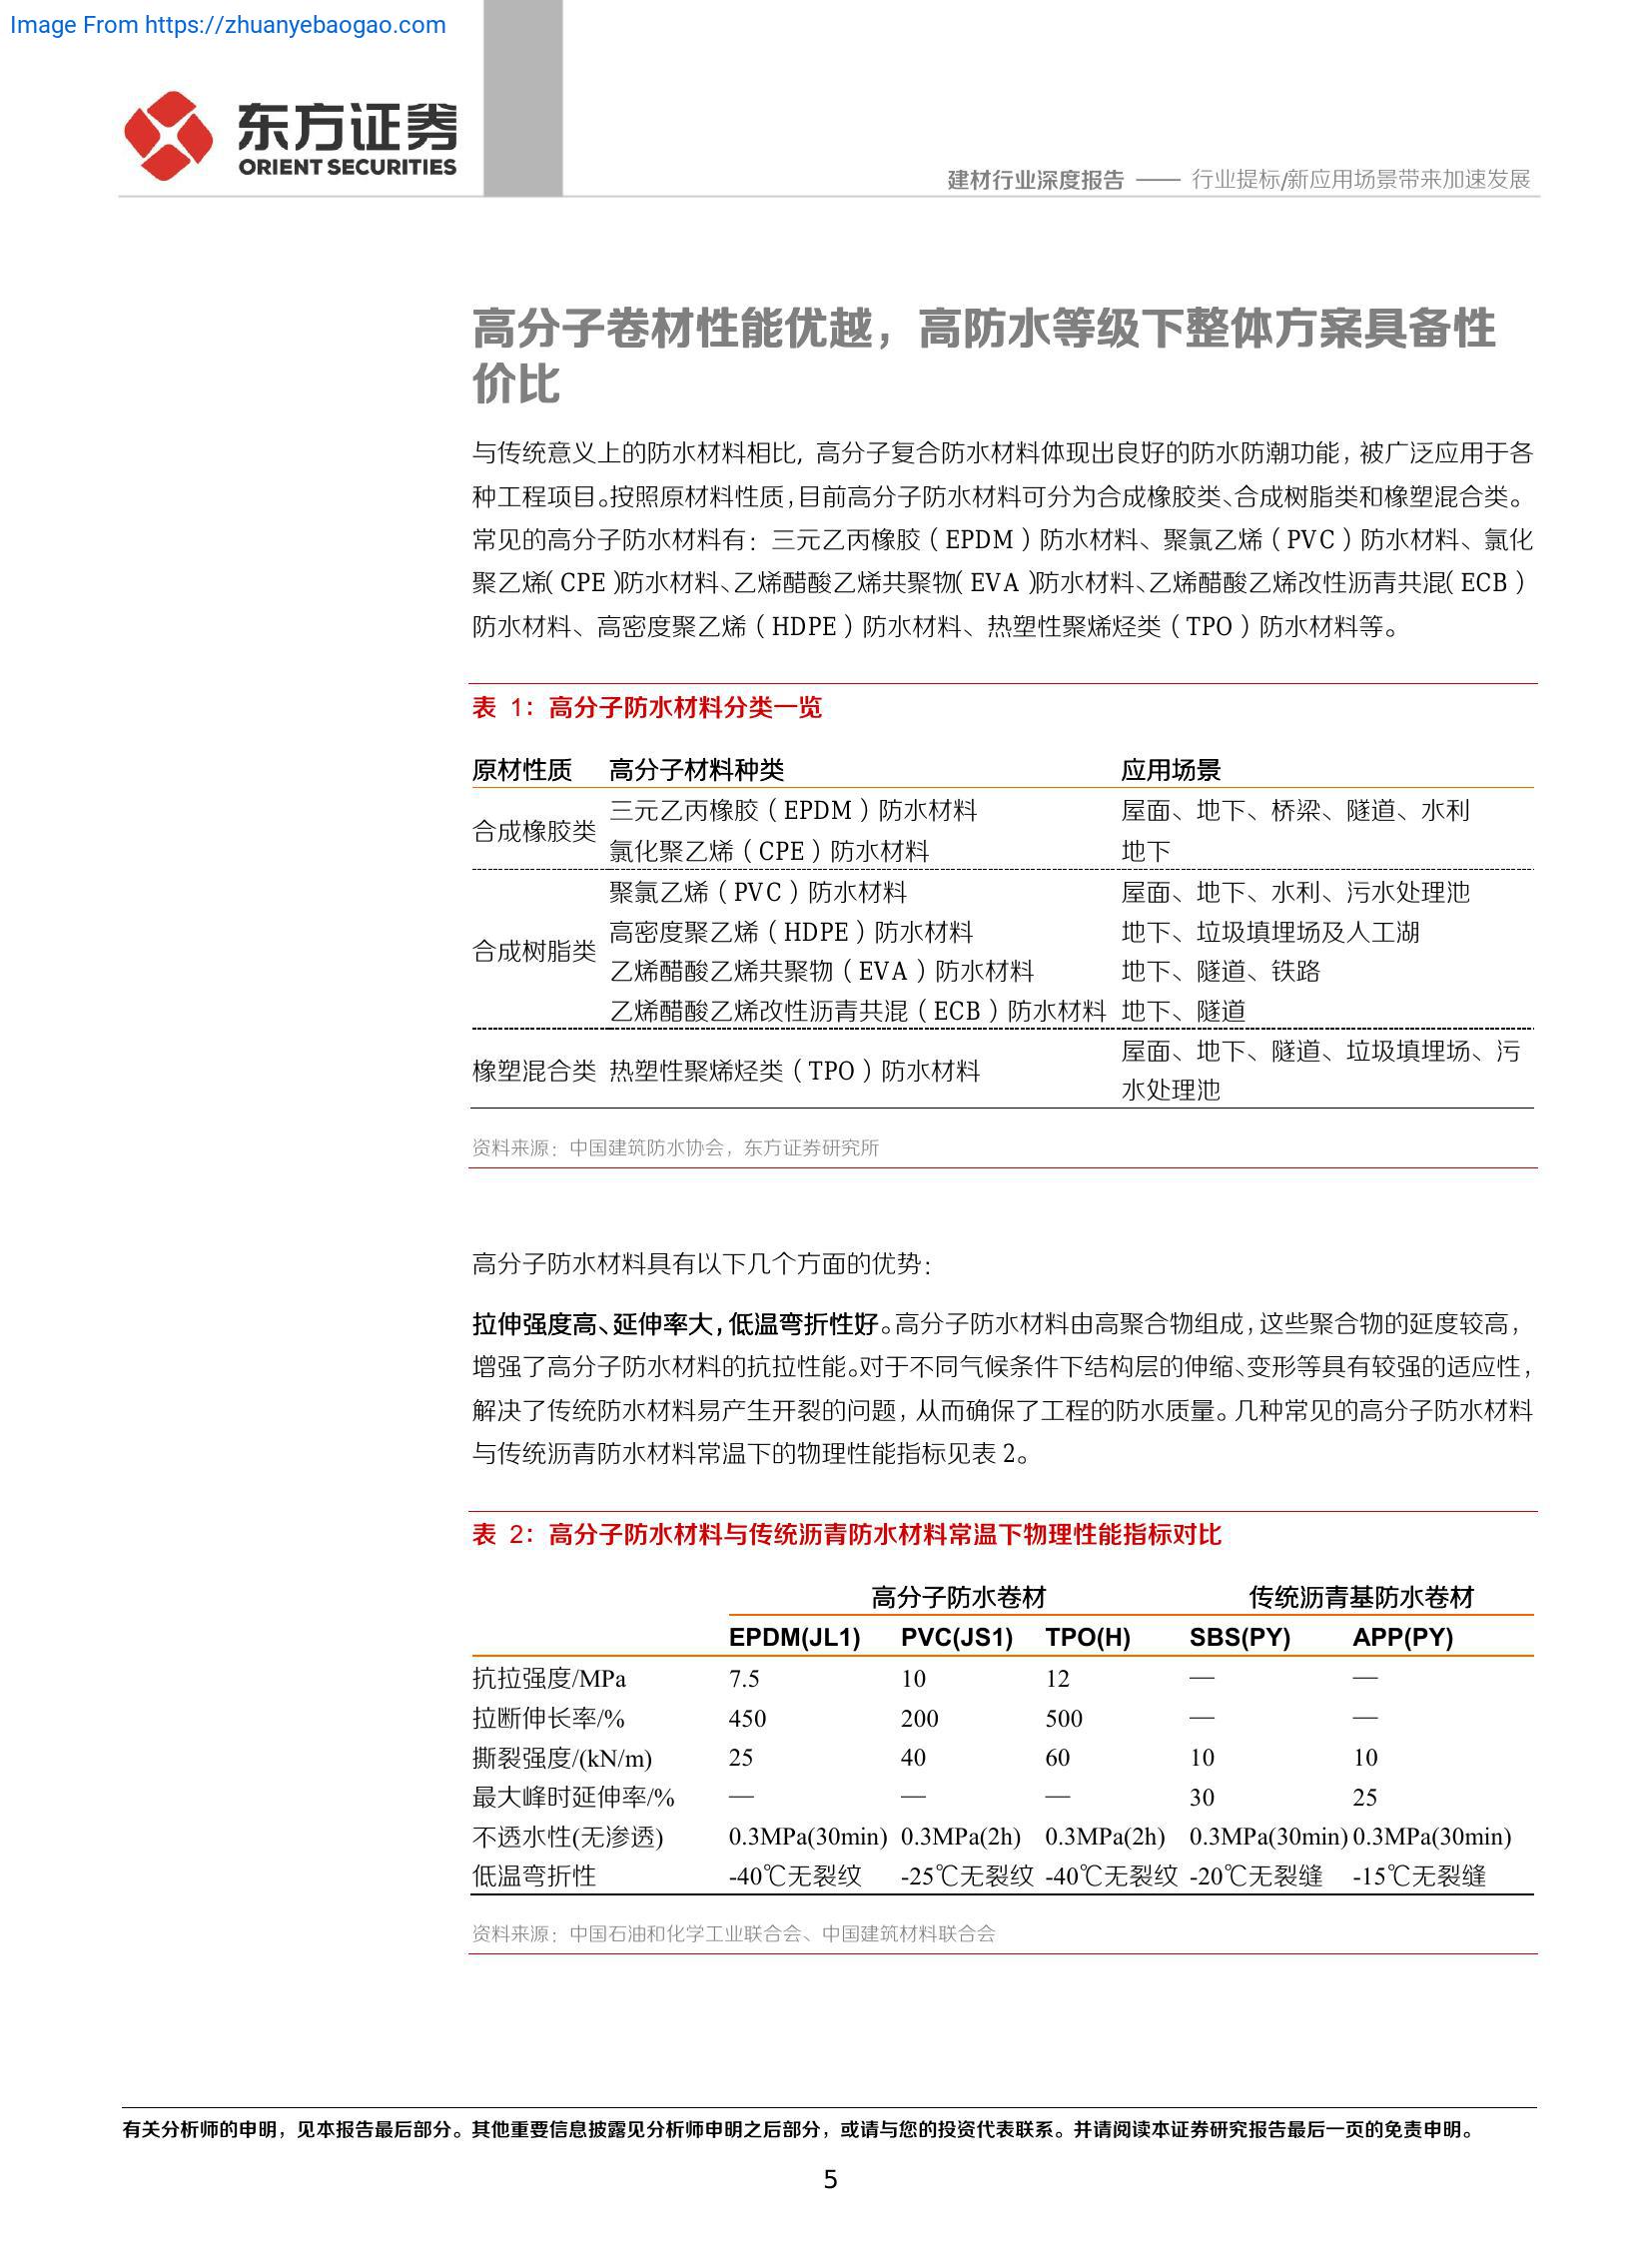 Image From https://zhuanyebaogao.com
东方证券
ORIENT SECURITIES
建材行业深度报告 —— 行业提标/新应用场景带来加速发展
高分子卷材性能优越，高防水等级下整体方案具备性
价比
与传统意义上的防水材料相比，高分子复合防水材料体现出良好的防水防潮功能，被广泛应用于各
种工程项目。按照原材料性质，目前高分子防水材料可分为合成橡胶类、合成树脂类和橡塑混合类。
常见的高分子防水材料有：三元乙丙橡胶（EPDM）防水材料、聚氯乙烯（PVC）防水材料、氯化
聚乙烯（CPE）防水材料、乙烯醋酸乙烯共聚物（EVA）防水材料、乙烯醋酸乙烯改性沥青共混（ECB）
防水材料、高密度聚乙烯（HDPE）防水材料、热塑性聚烯烃类（TPO）防水材料等。
表 1：高分子防水材料分类一览
原材性质 高分子材料种类 应用场景
合成橡胶类 三元乙丙橡胶（EPDM）防水材料 屋面、地下、桥梁、隧道、水利
氯化聚乙烯（CPE）防水材料 地下
合成树脂类 聚氯乙烯（PVC）防水材料 屋面、地下、水利、污水处理池
高密度聚乙烯（HDPE）防水材料 地下、垃圾填埋场及人工湖
乙烯醋酸乙烯共聚物（EVA）防水材料 地下、隧道、铁路
乙烯醋酸乙烯改性沥青共混（ECB）防水材料 地下、隧道
橡塑混合类 热塑性聚烯烃类（TPO）防水材料 屋面、地下、隧道、垃圾填埋场、污
水处理池
资料来源：中国建筑防水协会，东方证券研究所
高分子防水材料具有以下几个方面的优势：
拉伸强度高、延伸率大，低温弯折性好。高分子防水材料由高聚合物组成，这些聚合物的延度较高，
增强了高分子防水材料的抗拉性能。对于不同气候条件下结构层的伸缩、变形等具有较强的适应性，
解决了传统防水材料易产生开裂的问题，从而确保了工程的防水质量。几种常见的高分子防水材料
与传统沥青防水材料常温下的物理性能指标见表 2。
表 2：高分子防水材料与传统沥青防水材料常温下物理性能指标对比
高分子防水卷材 传统沥青基防水卷材
EPDM(JL1) PVC(JS1) TPO(H) SBS(PY) APP(PY)
抗拉强度/MPa 7.5 10 12 — —
拉断伸长率/% 450 200 500 — —
撕裂强度/(kN/m) 25 40 60 10 10
最大峰时延伸率/% — — — 30 25
不透水性(无渗透) 0.3MPa(30min) 0.3MPa(2h) 0.3MPa(2h) 0.3MPa(30min) 0.3MPa(30min)
低温弯折性 -40℃无裂纹 -25℃无裂纹 -40℃无裂纹 -20℃无裂缝 -15℃无裂缝
资料来源：中国石油和化学工业联合会、中国建筑材料联合会
有关分析师的申明，见本报告最后部分。其他重要信息披露见分析师申明之后部分，或请与您的投资代表联系。并请阅读本证券研究报告最后一页的免责申明。
5